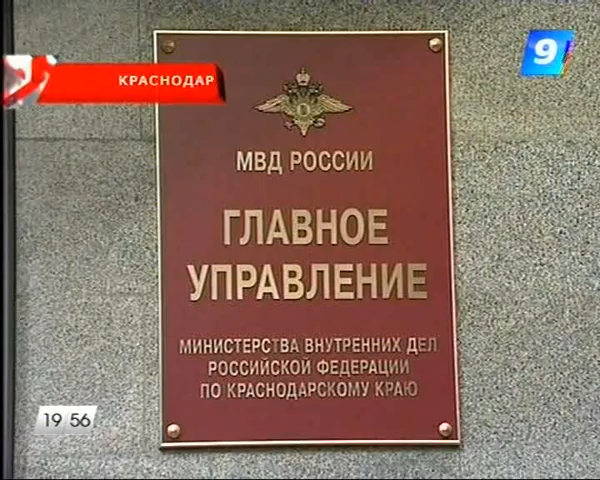 9
КРАСНОДАР
МВД РОССИИ
ГЛАВНОЕ
УПРАВЛЕНИЕ
МИНИСТЕРСТВА ВНУТРЕННИХ ДЕЛ
РОССИЙСКОЙ ФЕДЕРАЦИИ
ПО КРАСНОДАРСКОМУ КРАЮ
19 56